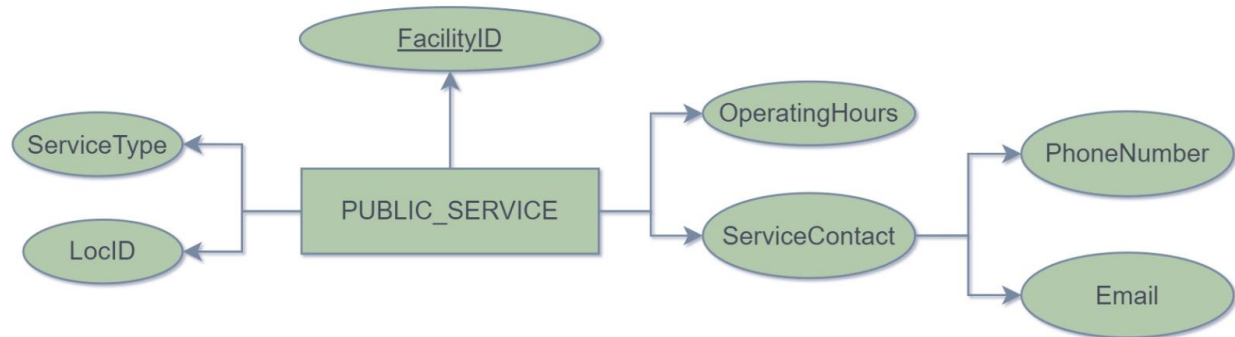 FacilityID
ServiceType
OperatingHours
PhoneNumber
PUBLIC_SERVICE
LocID
ServiceContact
Email